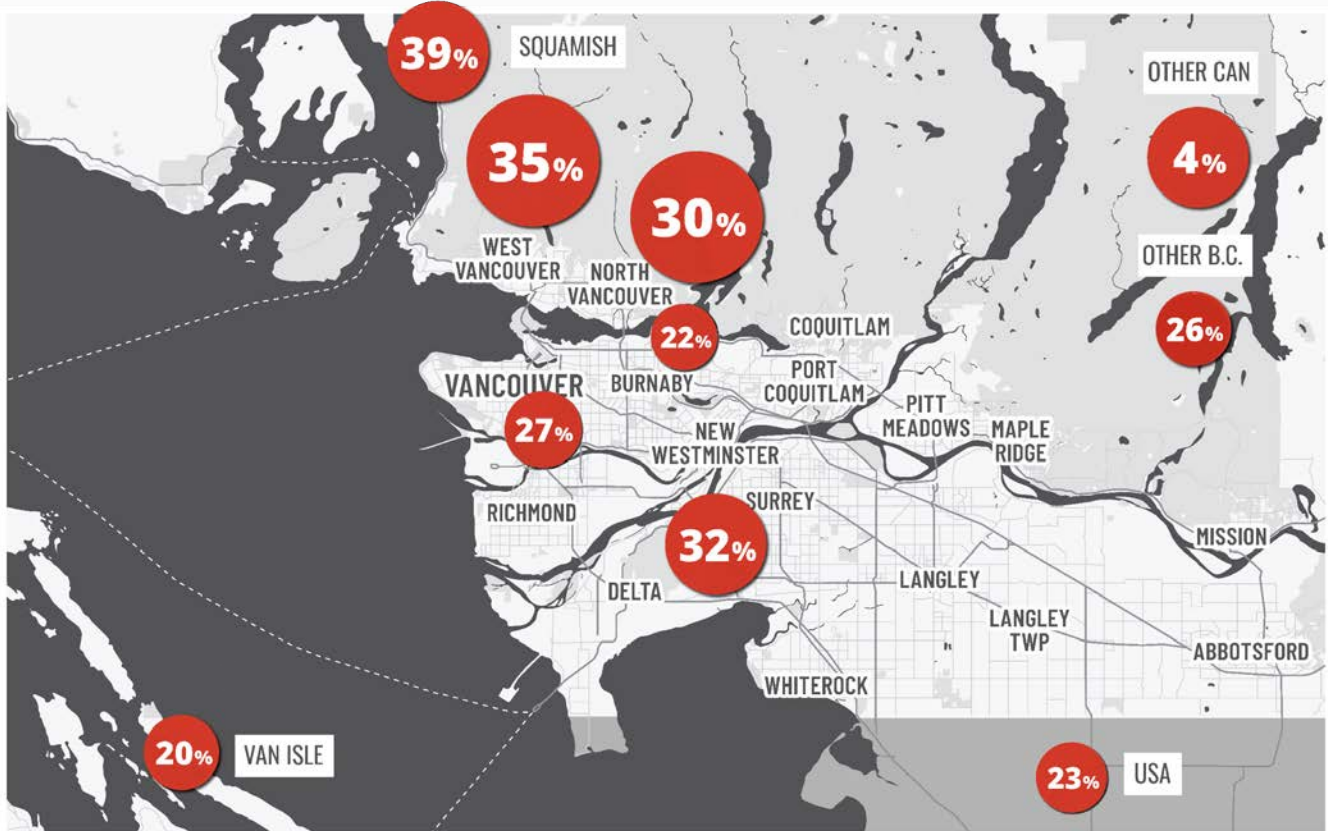 39%
SQUAMISH
OTHER CAN
35%
4%
30%
WEST
VANCOUVER
NORTH
VANCOUVER
OTHER B.C.
26%
22%
COQUITLAM
VANCOUVER
BURNABY
PORT
COQUITLAM
27%
NEW
WESTMINSTER
PITT
MEADOWS
MAPLE
RIDGE
RICHMOND
SURREY
32%
MISSION
DELTA
LANGLEY
LANGLEY
TWP
ABBOTSFORD
WHITEROCK
20%
VAN ISLE
23%
USA